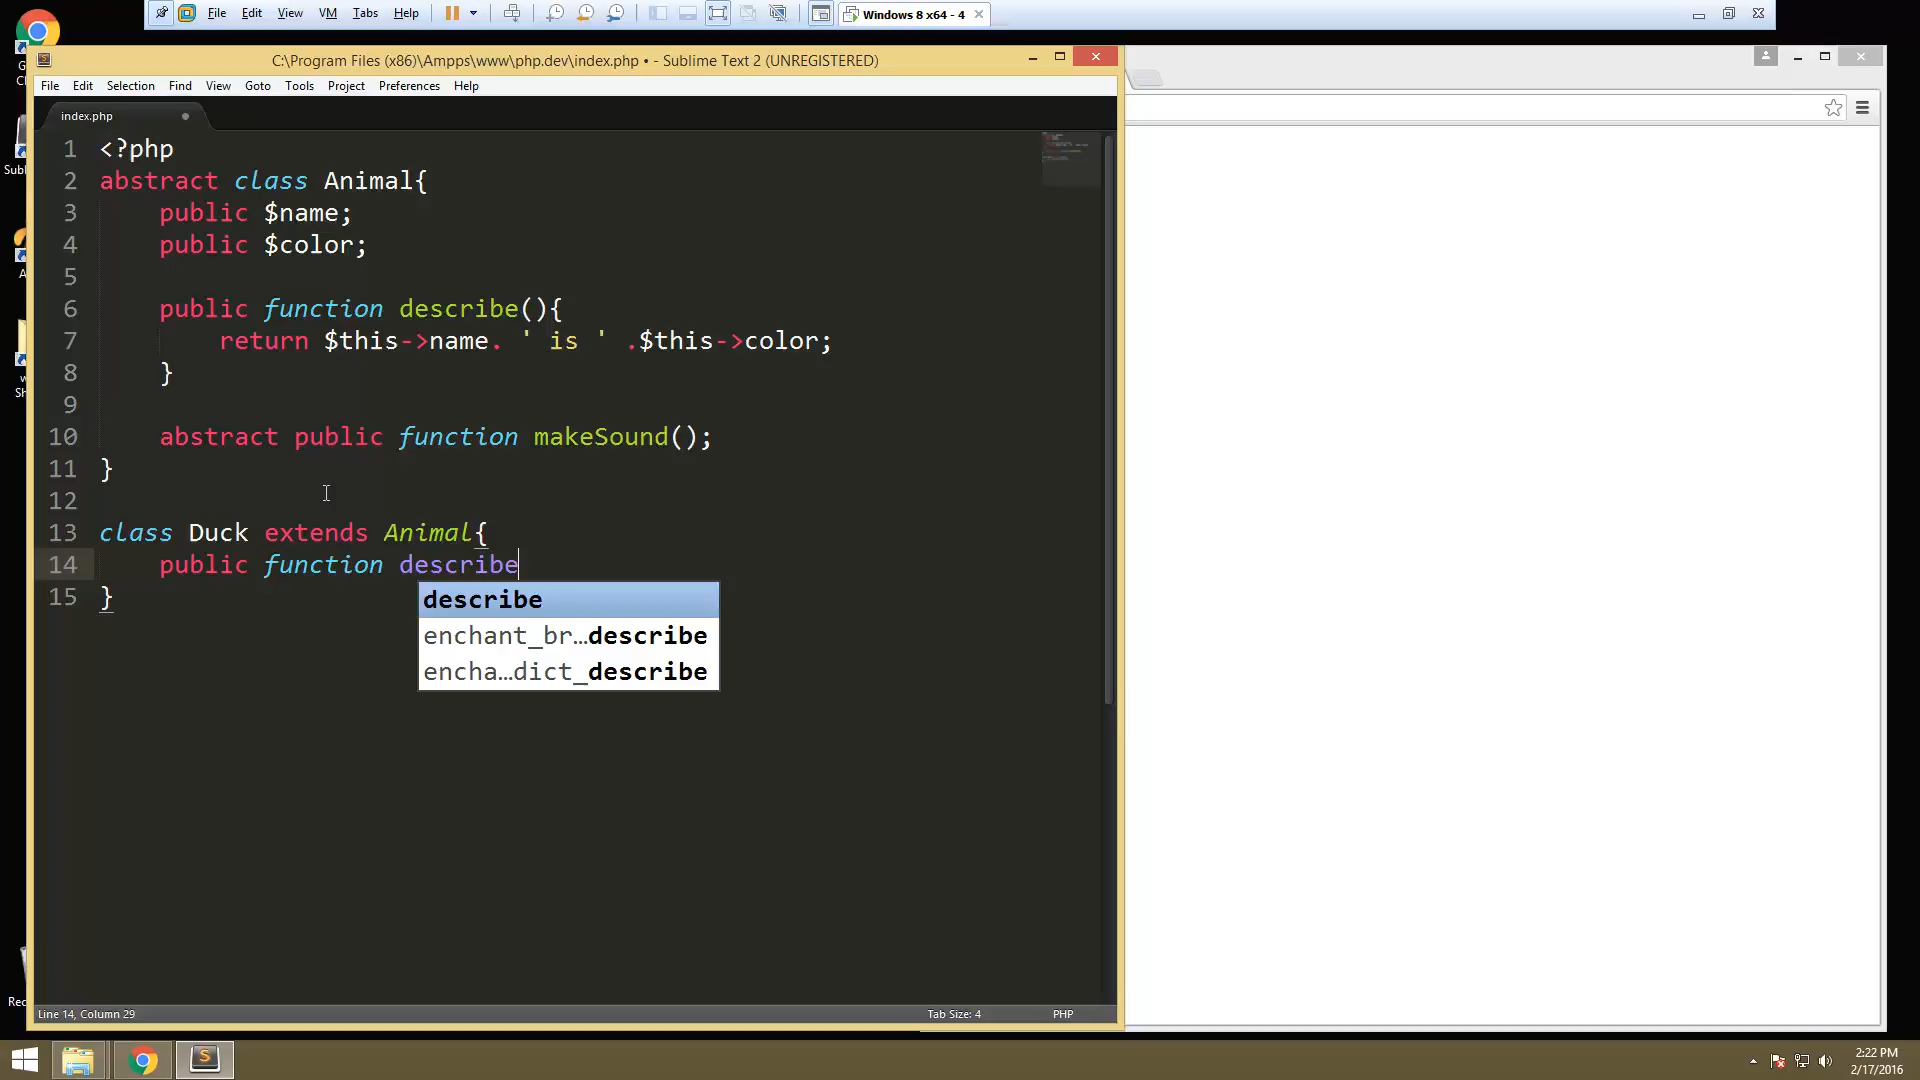 File Edit View VM Tabs Help
Windows 8 x64 - 4
C:\Program Files (x86)\Ampps\www\php.dev\index.php • - Sublime Text 2 (UNREGISTERED)
File Edit Selection Find View Goto Tools Project Preferences Help
index.php
1 <?php
2 abstract class Animal{
3 public $name;
4 public $color;
5
6 public function describe(){
7 return $this->name. ' is ' .$this->color;
8 }
9
10 abstract public function makeSound();
11 }
12
13 class Duck extends Animal{
14 public function describe
15 }
describe
enchant_br...describe
encha...dict_describe
Line 14, Column 29
Tab Size: 4
PHP
2:22 PM
2/17/2016